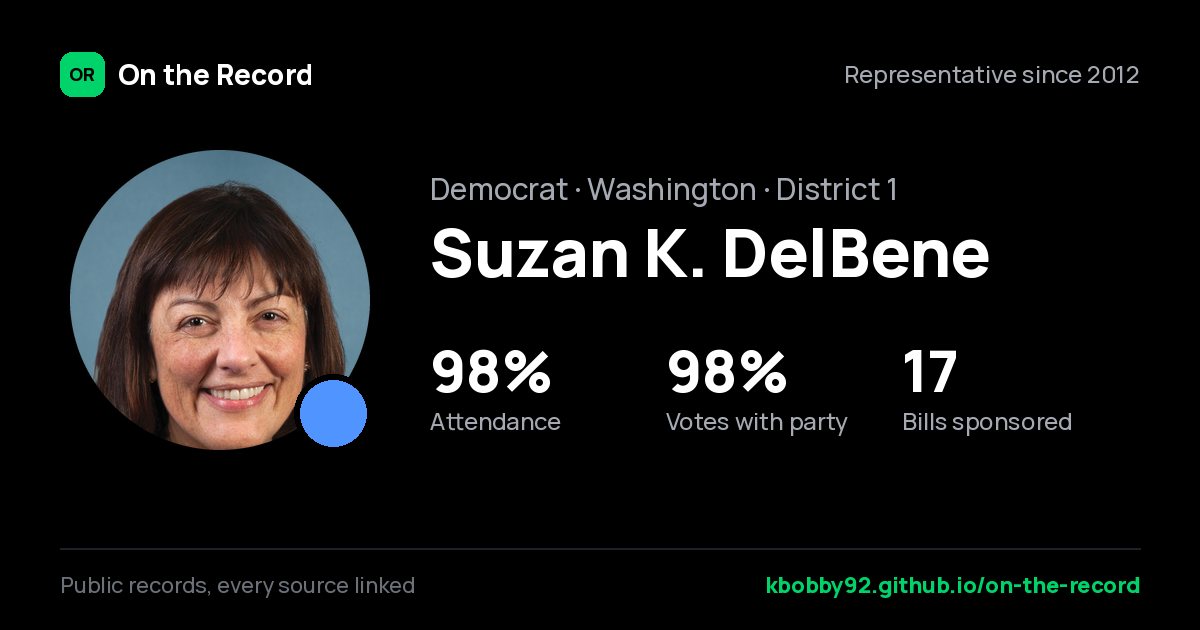 OR On the Record
Representative since 2012
Democrat · Washington · District 1
Suzan K. DelBene
98% 98% 17
Attendance Votes with party Bills sponsored
Public records, every source linked
kbobby92.github.io/on-the-record